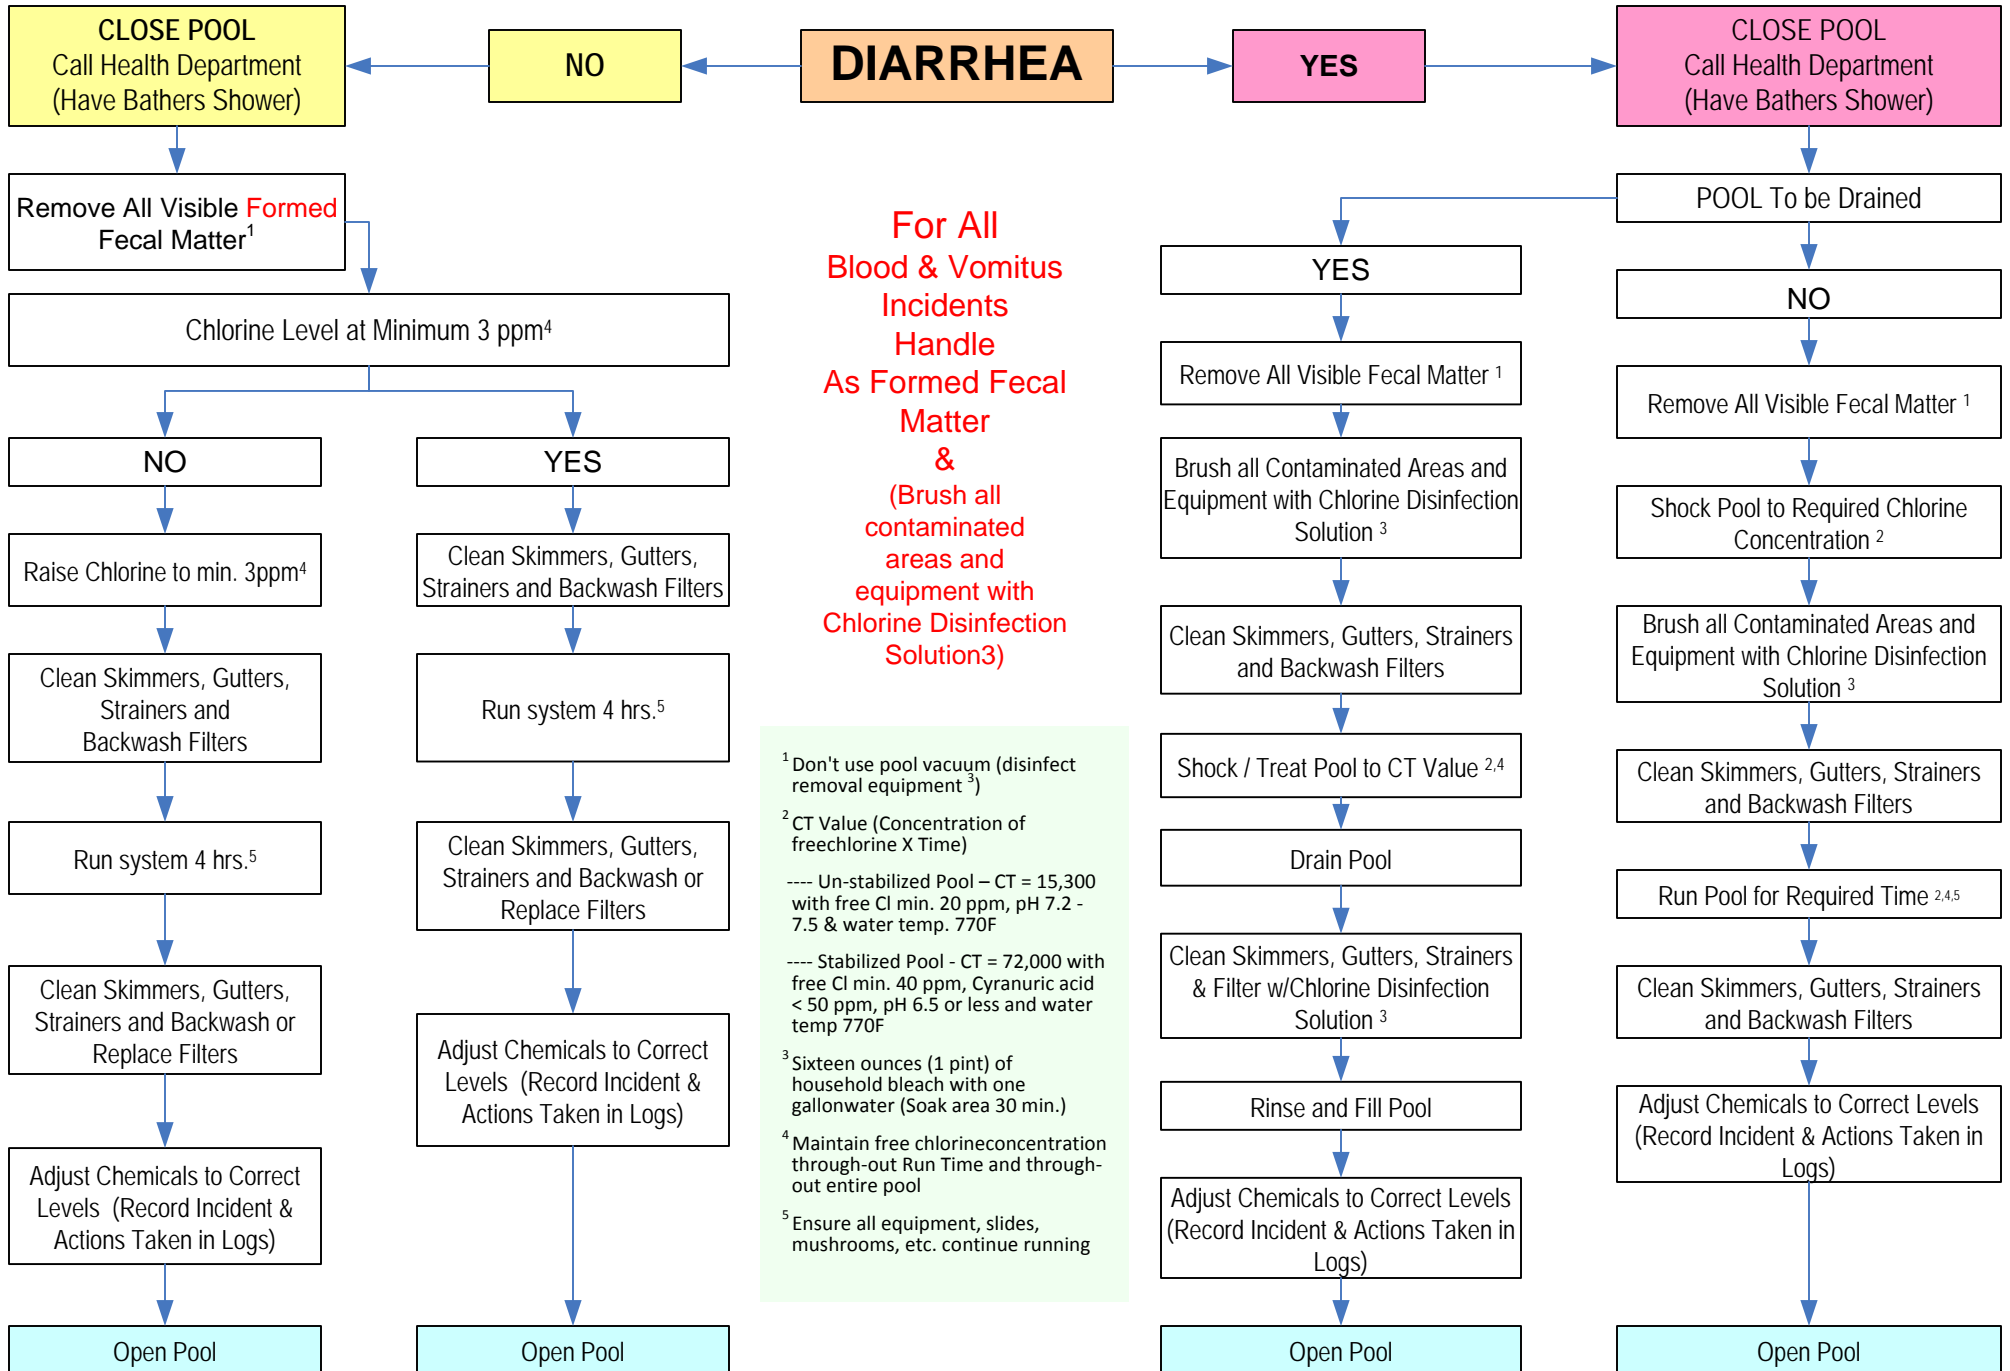 CLOSE POOL
Call Health Department
(Have Bathers Shower)
NO
DIARRHEA
YES
CLOSE POOL
Call Health Department
(Have Bathers Shower)
Remove All Visible Formed
Fecal Matter1
Chlorine Level at Minimum 3 ppm4
NO
Raise Chlorine to min. 3ppm4
Clean Skimmers, Gutters,
Strainers and
Backwash Filters
Run system 4 hrs.5
Clean Skimmers, Gutters,
Strainers and Backwash or
Replace Filters
Adjust Chemicals to Correct
Levels (Record Incident &
Actions Taken in Logs)
Open Pool
YES
Clean Skimmers, Gutters,
Strainers and Backwash Filters
Run system 4 hrs.5
Clean Skimmers, Gutters,
Strainers and Backwash or
Replace Filters
Adjust Chemicals to Correct
Levels (Record Incident &
Actions Taken in Logs)
Open Pool
For All
Blood & Vomitus
Incidents
Handle
As Formed Fecal
Matter
&
(Brush all
contaminated
areas and
equipment with
Chlorine Disinfection
Solution3)
1 Don't use pool vacuum (disinfect
removal equipment 3)
2 CT Value (Concentration of
freechlorine X Time)
---- Un-stabilized Pool – CT = 15,300
with free Cl min. 20 ppm, pH 7.2 -
7.5 & water temp. 770F
---- Stabilized Pool - CT = 72,000 with
free Cl min. 40 ppm, Cyranuric acid
< 50 ppm, pH 6.5 or less and water
temp 770F
3 Sixteen ounces (1 pint) of
household bleach with one
gallonwater (Soak area 30 min.)
4 Maintain free chlorineconcentration
through-out Run Time and through-
out entire pool
5 Ensure all equipment, slides,
mushrooms, etc. continue running
POOL To be Drained
YES
Remove All Visible Fecal Matter 1
Brush all Contaminated Areas and
Equipment with Chlorine Disinfection
Solution 3
Clean Skimmers, Gutters, Strainers
and Backwash Filters
Shock / Treat Pool to CT Value 2,4
Drain Pool
Clean Skimmers, Gutters, Strainers
& Filter w/Chlorine Disinfection
Solution 3
Rinse and Fill Pool
Adjust Chemicals to Correct Levels
(Record Incident & Actions Taken in
Logs)
Open Pool
NO
Remove All Visible Fecal Matter 1
Shock Pool to Required Chlorine
Concentration 2
Brush all Contaminated Areas and
Equipment with Chlorine Disinfection
Solution 3
Clean Skimmers, Gutters, Strainers
and Backwash Filters
Run Pool for Required Time 2,4,5
Clean Skimmers, Gutters, Strainers
and Backwash Filters
Adjust Chemicals to Correct Levels
(Record Incident & Actions Taken in
Logs)
Open Pool